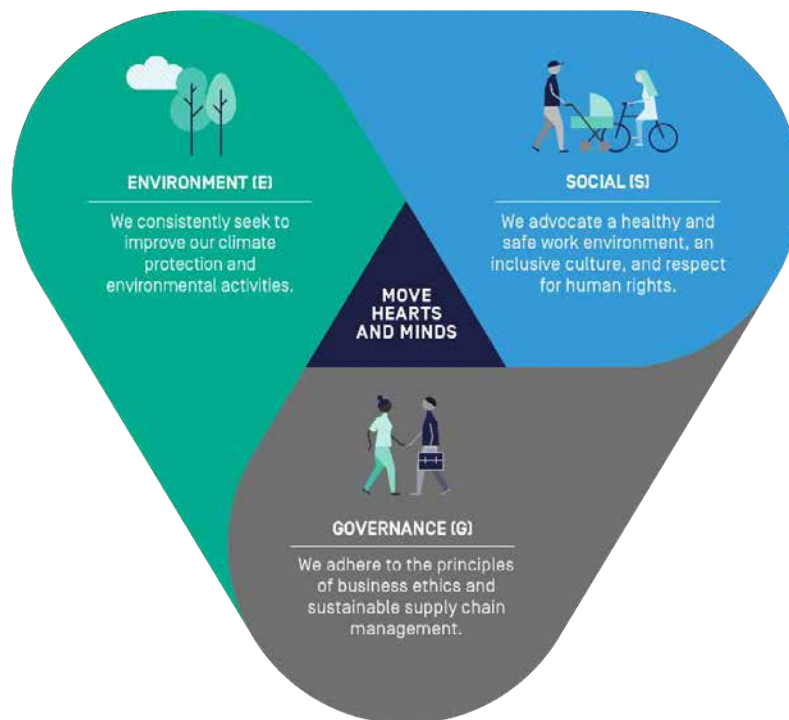 ENVIRONMENT (E)
We consistently seek to
improve our climate
protection and
environmental activities.
SOCIAL (S)
We advocate a healthy and
safe work environment, an
inclusive culture, and respect
for human rights.
MOVE
HEARTS
AND MINDS
GOVERNANCE (G)
We adhere to the principles
of business ethics and
sustainable supply chain
management.